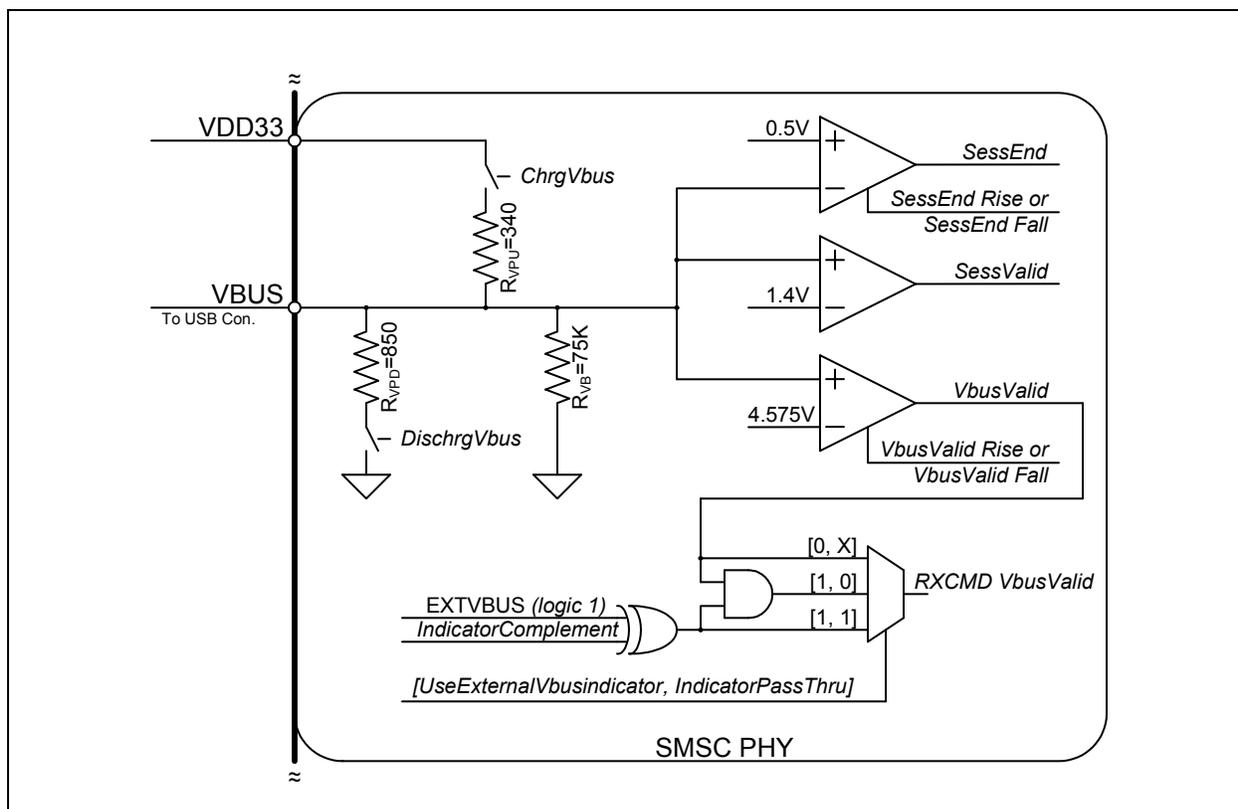 ≈
VDD33
0.5V
SessEnd
ChrgVbus
SessEnd Rise or
SessEnd Fall
RVPU=340
SessValid
VBUS
1.4V
To USB Con.
RVPD=850
RVB=75K
VbusValid
4.575V
DischrgVbus
VbusValid Rise or
VbusValid Fall
[0, X]
[1, 0]
RXCMD VbusValid
EXTVBUS (logic 1)
[1, 1]
IndicatorComplement
[UseExternalVbusindicator, IndicatorPassThru]
SMSC PHY
≈